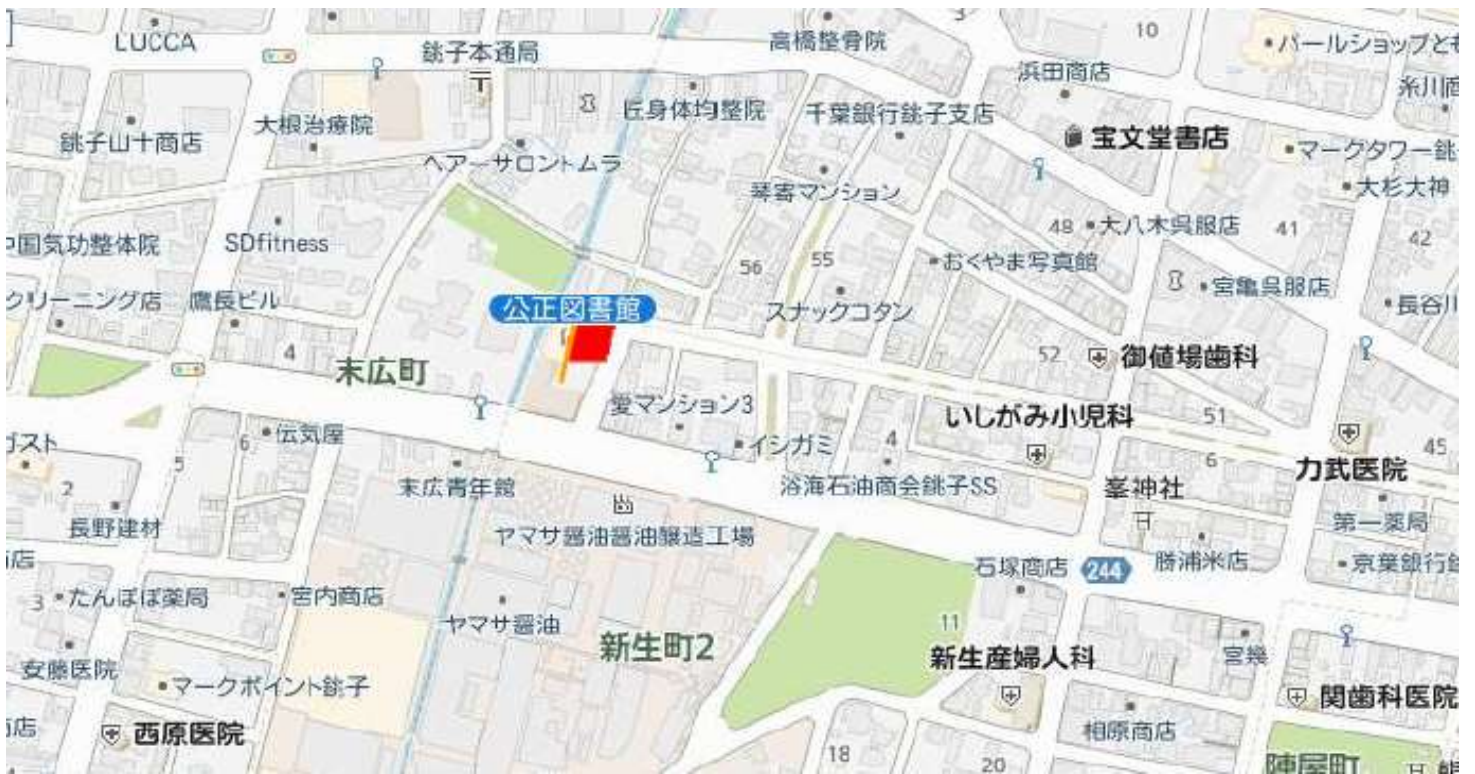 LUCCA
銚子本通局
高橋整骨院
3
10
パールショップとも
浜田商店
糸川商
銚子山十商店
大根治療院
匠身体均整院
千葉銀行銚子支店
宝文堂書店
マークタワー銚
ヘアーサロントムラ
琴寄マンション
大杉大神
中国気功整体院
SDfitness
48
大八木呉服店
41
42
56
55
おくやま写真館
クリーニング店
鷹長ビル
公正図書館
スナックコタン
宮亀呉服店
長谷川
4
末広町
52
御値場歯科
愛マンション3
いしがみ小児科
51
ガスト
6
伝気屋
イシガミ
4
45
5
2
末広青年館
浴海石油商会銚子SS
6
力武医院
峯神社
長野建材
ヤマサ醤油醤油醸造工場
第一薬局
店
石塚商店
244
勝浦米店
京葉銀行銚
3
たんぽぽ薬局
宮内商店
ヤマサ醤油
新生町2
11
安藤医院
マークポイント銚子
新生産婦人科
宮幾
関歯科医院
店
西原医院
相原商店
18
20
陣屋町